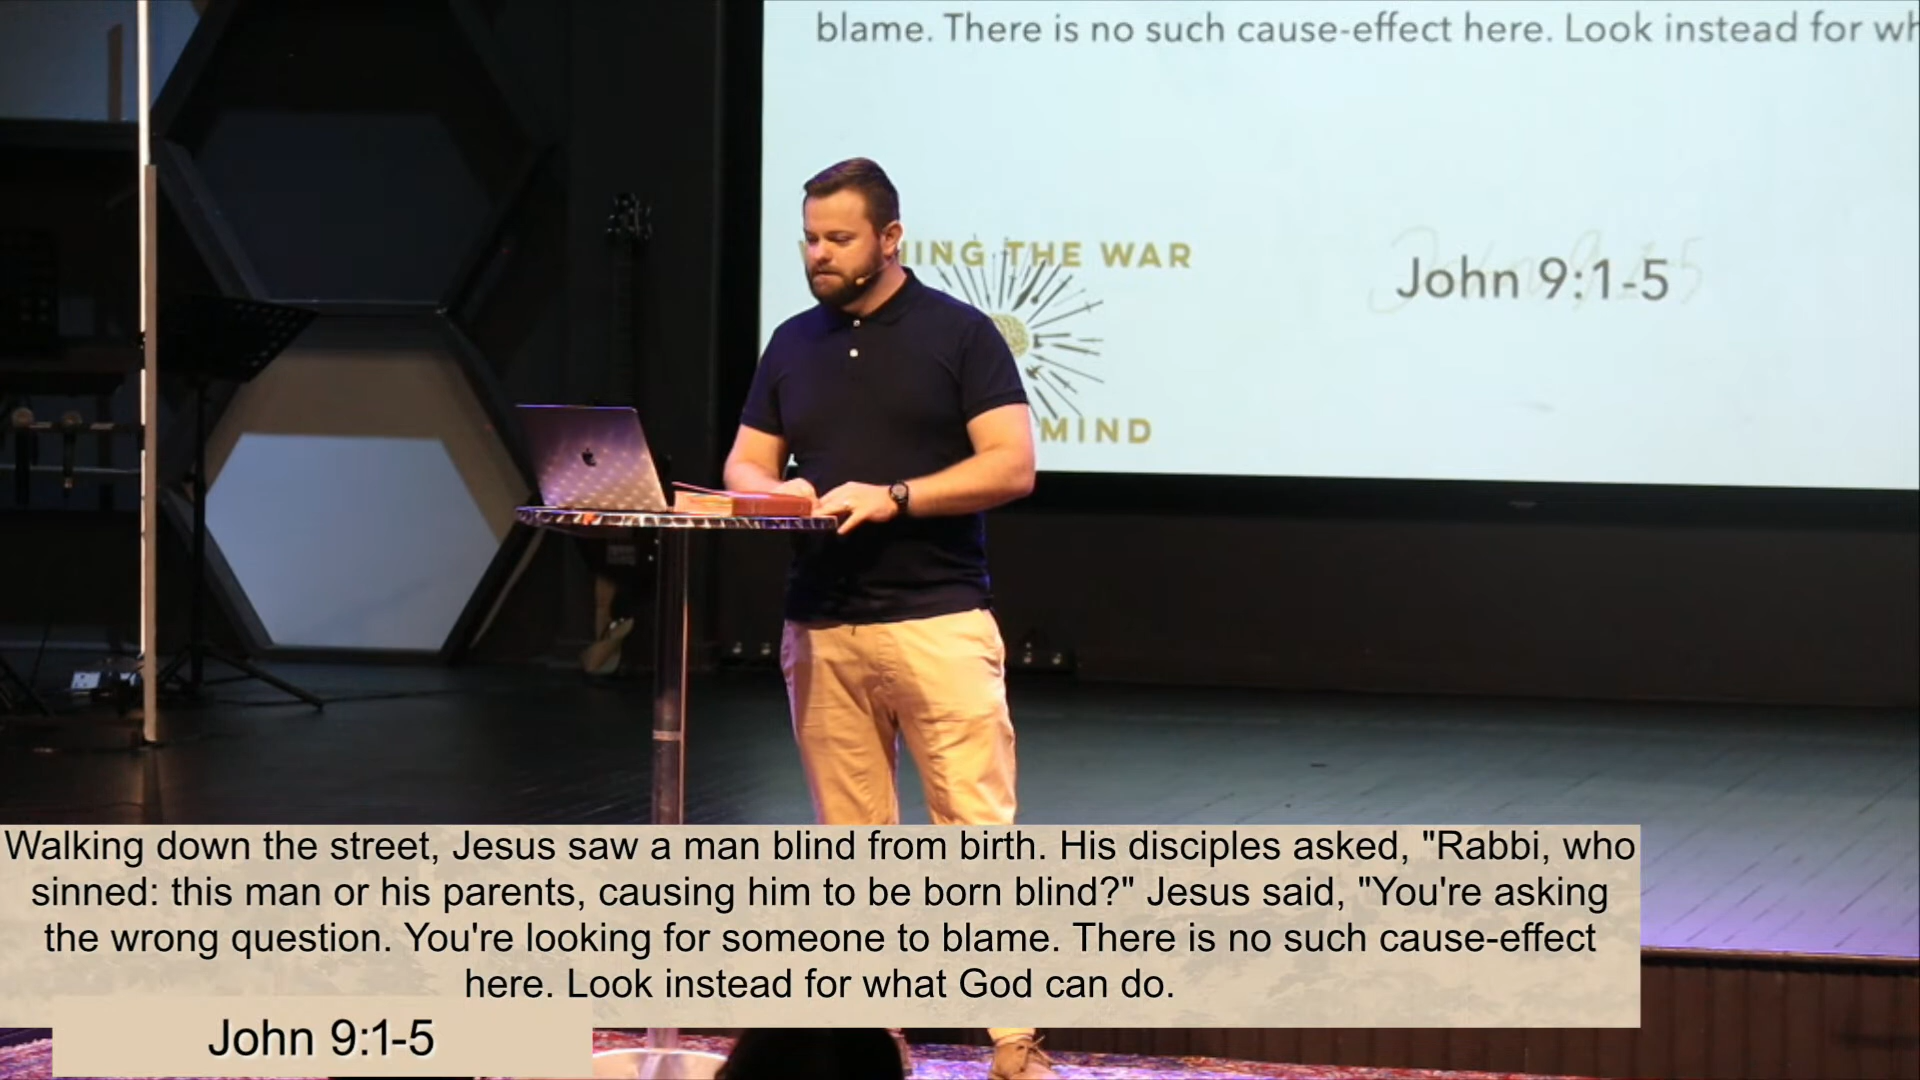 blame. There is no such cause-effect here. Look instead for wh
THE WAR
MIND
John 9:1-5
Walking down the street, Jesus saw a man blind from birth. His disciples asked, "Rabbi, who
sinned: this man or his parents, causing him to be born blind?" Jesus said, "You're asking
the wrong question. You're looking for someone to blame. There is no such cause-effect
here. Look instead for what God can do.
John 9:1-5